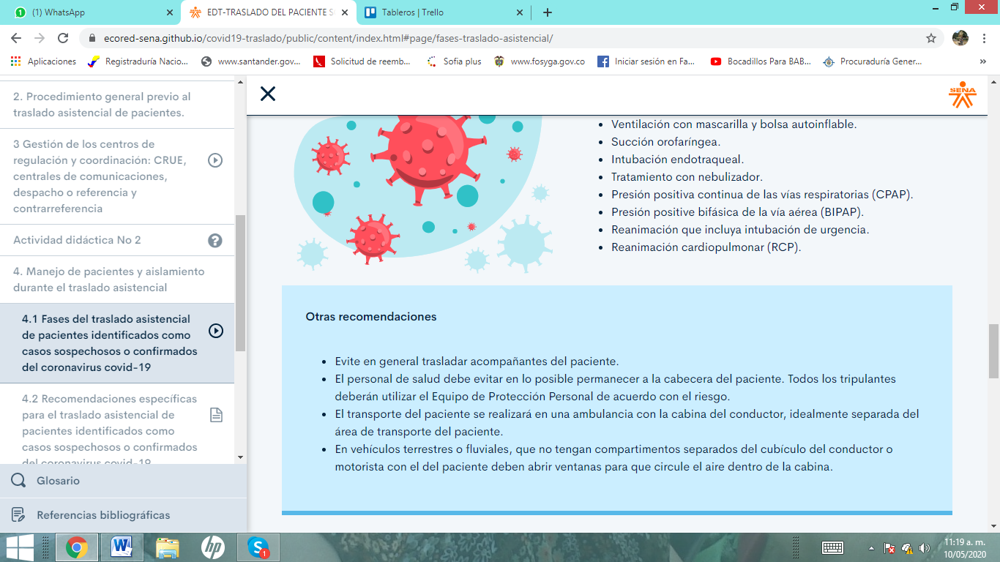 (1) WhatsApp
EDT-TRASLADO DEL PACIENTE S
Tableros | Trello
ecored-sena.github.io/covid19-traslado/public/content/index.html#page/fases-traslado-asistencial/
Aplicaciones
Registraduría Nacio...
www.santander.gov...
Solicitud de reemb...
Sofia plus
www.fosyga.gov.co
Iniciar sesión en Fa...
Bocadillos Para BAB...
Procuraduría Gener...
»
2. Procedimiento general previo al
traslado asistencial de pacientes.
3 Gestión de los centros de
regulación y coordinación: CRUE,
centrales de comunicaciones,
despacho o referencia y
contrarreferencia
Actividad didáctica No 2
4. Manejo de pacientes y aislamiento
durante el traslado asistencial
4.1 Fases del traslado asistencial
de pacientes identificados como
casos sospechosos o confirmados
del coronavirus covid-19
4.2 Recomendaciones específicas
para el traslado asistencial de
pacientes identificados como
casos sospechosos o confirmados
del coronavirus covid-19
Glosario
Referencias bibliográficas
SENA
• Ventilación con mascarilla y bolsa autoinflable.
• Succión orofaríngea.
• Intubación endotraqueal.
• Tratamiento con nebulizador.
• Presión positiva continua de las vías respiratorias (CPAP).
• Presión positive bifásica de la vía aérea (BIPAP).
• Reanimación que incluya intubación de urgencia.
• Reanimación cardiopulmonar (RCP).
Otras recomendaciones
• Evite en general trasladar acompañantes del paciente.
• El personal de salud debe evitar en lo posible permanecer a la cabecera del paciente. Todos los tripulantes
deberán utilizar el Equipo de Protección Personal de acuerdo con el riesgo.
• El transporte del paciente se realizará en una ambulancia con la cabina del conductor, idealmente separada del
área de transporte del paciente.
• En vehículos terrestres o fluviales, que no tengan compartimentos separados del cubículo del conductor o
motorista con el del paciente deben abrir ventanas para que circule el aire dentro de la cabina.
11:19 a. m.
10/05/2020